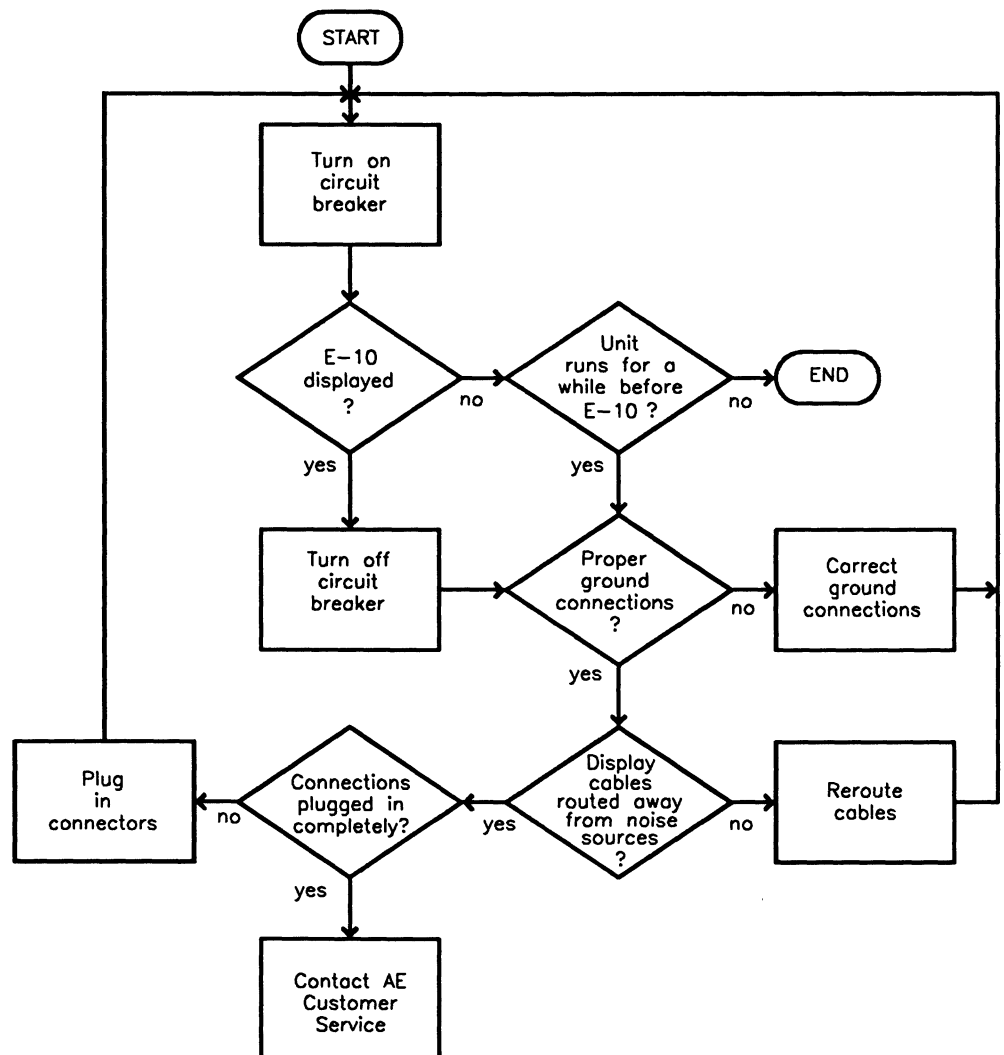 START
Turn on
circuit
breaker
E-10
displayed
?
no
yes
Unit
runs for a
while before
E-10 ?
no
yes
END
Turn off
circuit
breaker
Proper
ground
connections
?
no
yes
Carrect
ground
connections
Plug
in
connectors
no
Connections
plugged in
completely?
yes
yes
Display
cables
routed away
from noise
sources
?
no
Reroute
cables
Contact AE
Customer
Service